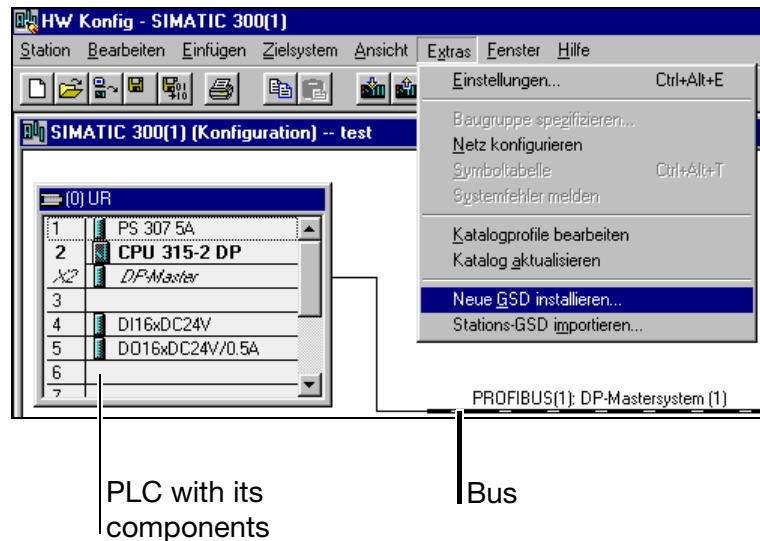 HW Konfig - SIMATIC 300(1)
Station Bearbeiten Einfügen Zielsystem Ansicht Extras Fenster Hilfe
Einstellungen... Ctrl+Alt+E
Baugruppe spezifizieren...
Netz konfigurieren
Symboltabelle Ctrl+Alt+T
Systemfehler melden
Katalogprofile bearbeiten
Katalog aktualisieren
Neue GSD installieren...
Stations-GSD importieren...
SIMATIC 300(1) (Konfiguration) -- test
(0) UR
1 PS 307 5A
2 CPU 315-2 DP
X2 DP-Master
3
4 DI16xDC24V
5 DO16xDC24V/0.5A
6
7
PROFIBUS(1): DP-Mastersystem (1)
PLC with its
components
Bus